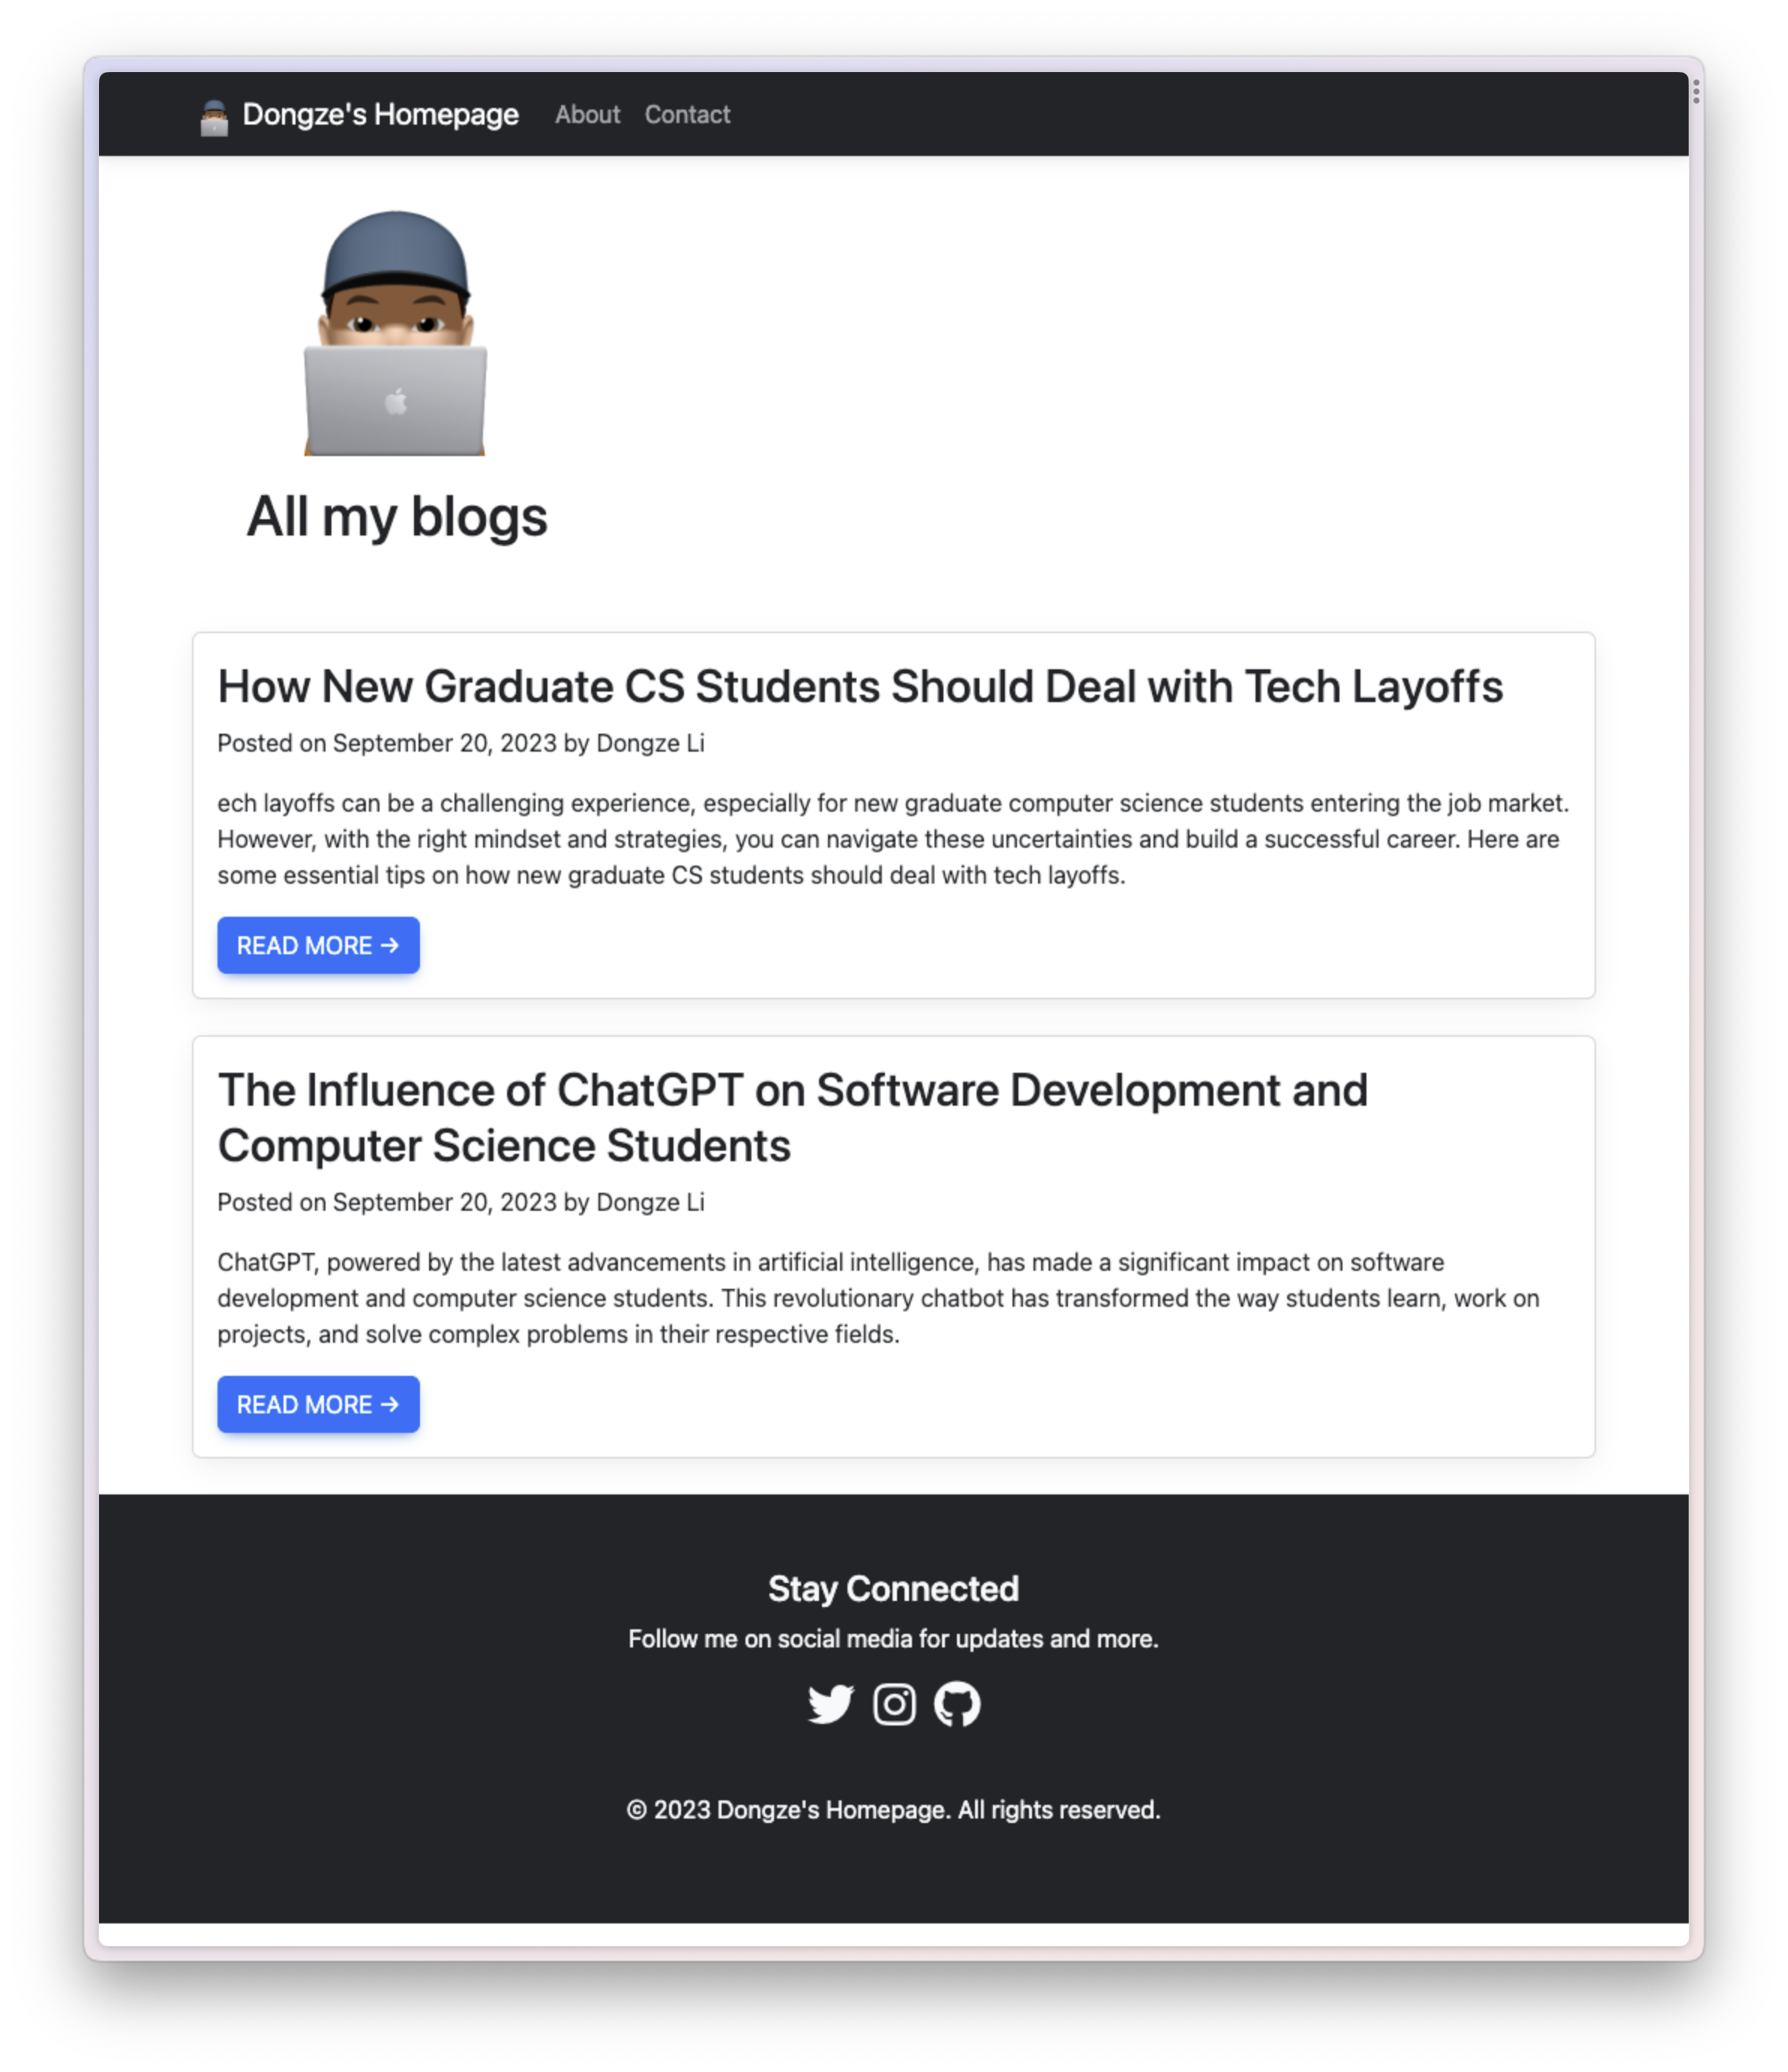 Dongze's Homepage About Contact
All my blogs
How New Graduate CS Students Should Deal with Tech Layoffs
Posted on September 20, 2023 by Dongze Li
ech layoffs can be a challenging experience, especially for new graduate computer science students entering the job market.
However, with the right mindset and strategies, you can navigate these uncertainties and build a successful career. Here are
some essential tips on how new graduate CS students should deal with tech layoffs.
READ MORE →
The Influence of ChatGPT on Software Development and
Computer Science Students
Posted on September 20, 2023 by Dongze Li
ChatGPT, powered by the latest advancements in artificial intelligence, has made a significant impact on software
development and computer science students. This revolutionary chatbot has transformed the way students learn, work on
projects, and solve complex problems in their respective fields.
READ MORE →
Stay Connected
Follow me on social media for updates and more.
© 2023 Dongze's Homepage. All rights reserved.